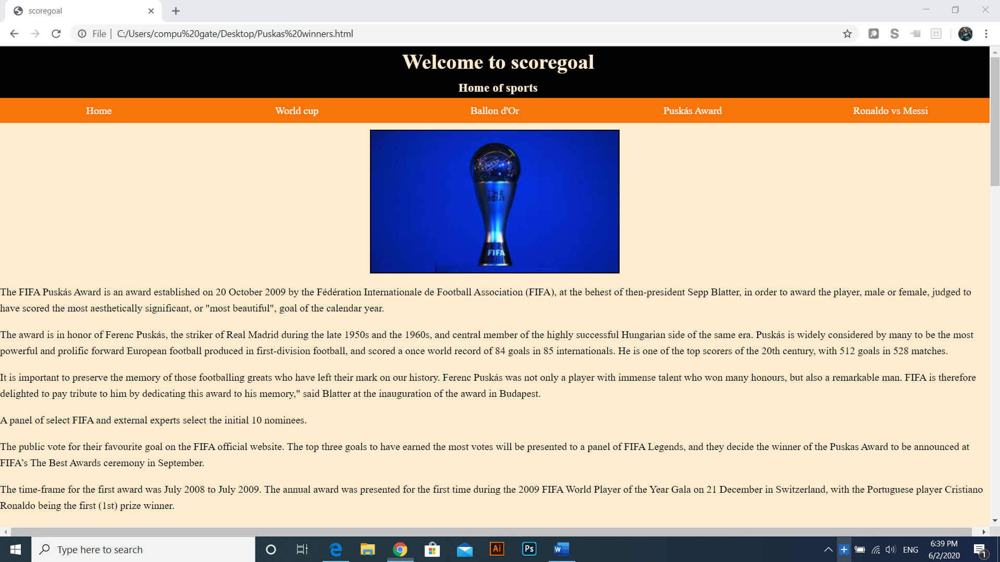 scoregoal
File
C:/Users/compu%20gate/Desktop/Puskas%20winners.html
S
Welcome to scoregoal
Home of sports
Home World cup Ballon d'Or Puskás Award Ronaldo vs Messi
THE
BEST
FIFA
The FIFA Puskás Award is an award established on 20 October 2009 by the Fédération Internationale de Football Association (FIFA), at the behest of then-president Sepp Blatter, in order to award the player, male or female, judged to
have scored the most aesthetically significant, or "most beautiful", goal of the calendar year.
The award is in honor of Ferenc Puskás, the striker of Real Madrid during the late 1950s and the 1960s, and central member of the highly successful Hungarian side of the same era. Puskás is widely considered by many to be the most
powerful and prolific forward European football produced in first-division football, and scored a once world record of 84 goals in 85 internationals. He is one of the top scorers of the 20th century, with 512 goals in 528 matches.
It is important to preserve the memory of those footballing greats who have left their mark on our history. Ferenc Puskás was not only a player with immense talent who won many honours, but also a remarkable man. FIFA is therefore
delighted to pay tribute to him by dedicating this award to his memory," said Blatter at the inauguration of the award in Budapest.
A panel of select FIFA and external experts select the initial 10 nominees.
The public vote for their favourite goal on the FIFA official website. The top three goals to have earned the most votes will be presented to a panel of FIFA Legends, and they decide the winner of the Puskas Award to be announced at
FIFA’s The Best Awards ceremony in September.
The time-frame for the first award was July 2008 to July 2009. The annual award was presented for the first time during the 2009 FIFA World Player of the Year Gala on 21 December in Switzerland, with the Portuguese player Cristiano
Ronaldo being the first (1st) prize winner.
Type here to search
Ai
Ps
W
ENG
6:39 PM
6/2/2020
1